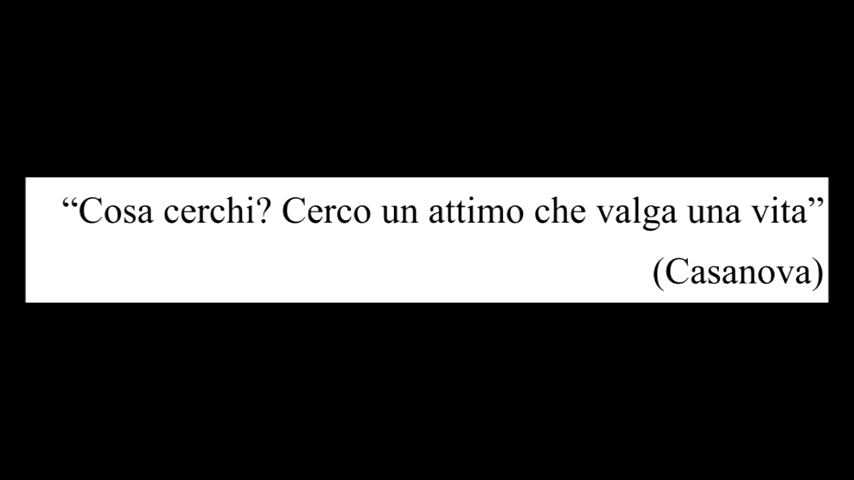 “Cosa cerchi? Cerco un attimo che valga una vita”
(Casanova)